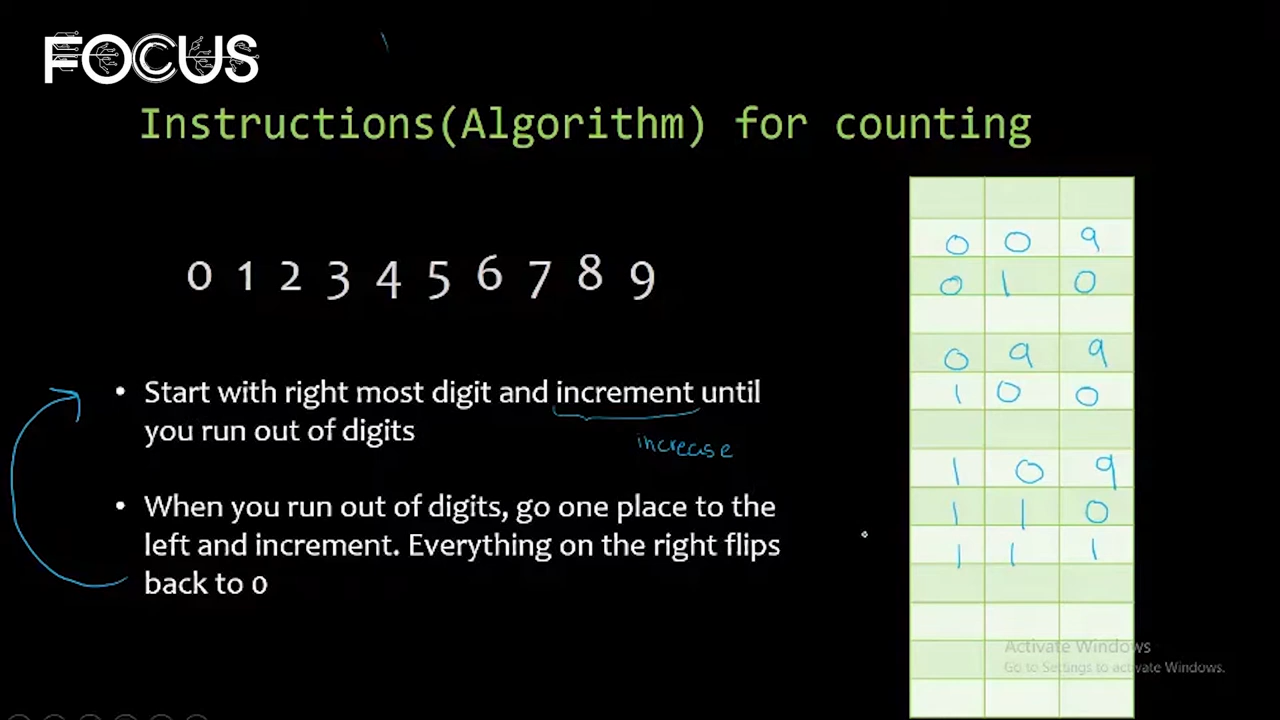 FOCUS
Instructions(Algorithm) for counting
0 1 2 3 4 5 6 7 8 9
• Start with right most digit and increment until
you run out of digits
increase
• When you run out of digits, go one place to the
left and increment. Everything on the right flips
back to 0
0 0 9
0 1 0
0 9 9
1 0 0
1 0 9
1 1 0
1 1 1
Activate Windows
Go to Settings to activate Windows.